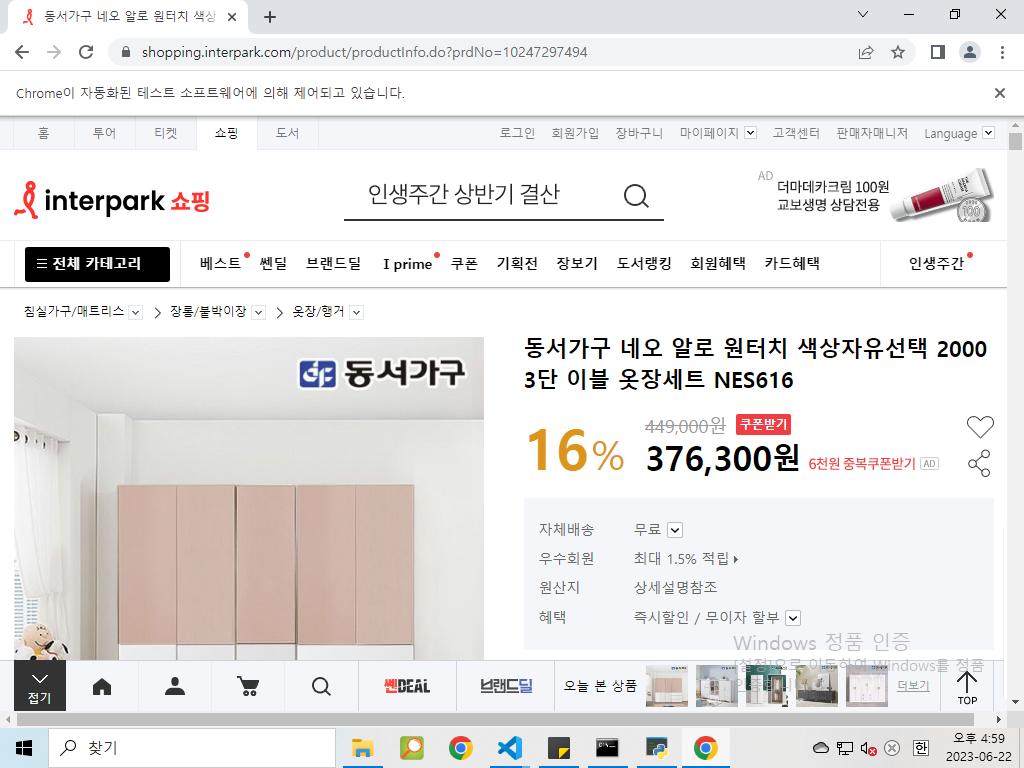 동서가구 네오 알로 원터치 색상
shopping.interpark.com/product/productInfo.do?prdNo=10247297494
Chrome이 자동화된 테스트 소프트웨어에 의해 제어되고 있습니다.
홈 투어 티켓 쇼핑 도서 로그인 회원가입 장바구니 마이페이지 고객센터 판매자매니저 Language
interpark 쇼핑
인생주간 상반기 결산
AD
더마데카크림 100원
교보생명 상담전용
전체 카테고리 베스트 쎈딜 브랜드딜 I prime 쿠폰 기획전 장보기 도서랭킹 회원혜택 카드혜택 인생주간
침실가구/매트리스 장롱/붙박이장 옷장/행거
동서가구
동서가구 네오 알로 원터치 색상자유선택 2000
3단 이불 옷장세트 NES616
449,000원 쿠폰받기
16% 376,300원 6천원 중복쿠폰받기 AD
자체배송 무료
우수회원 최대 1.5% 적립
원산지 상세설명참조
혜택 즉시할인 / 무이자 할부
Windows 정품 인증
[설정]으로 이동하여 Windows를 정품
접기
쎈DEAL
브랜드딜
오늘 본 상품
더보기
TOP
찾기
한
오후 4:59
2023-06-22